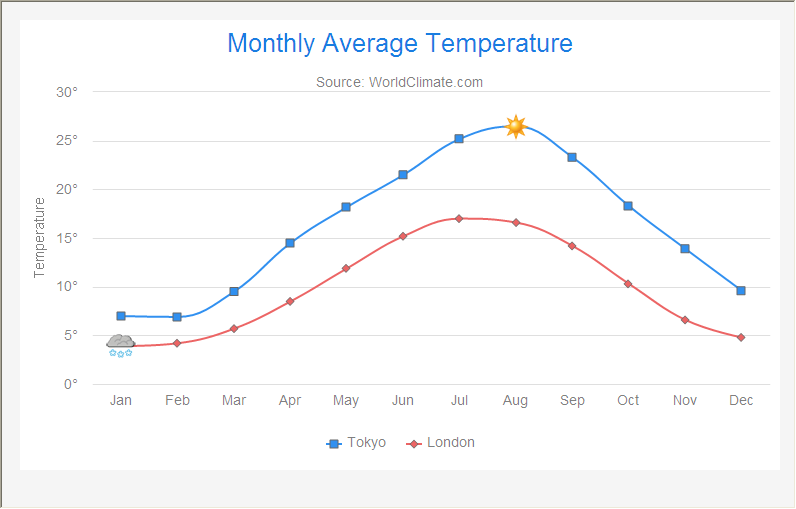 Monthly Average Temperature
Source: WorldClimate.com
Temperature
30°
25°
20°
15°
10°
5°
0°
Jan Feb Mar Apr May Jun Jul Aug Sep Oct Nov Dec
Tokyo London